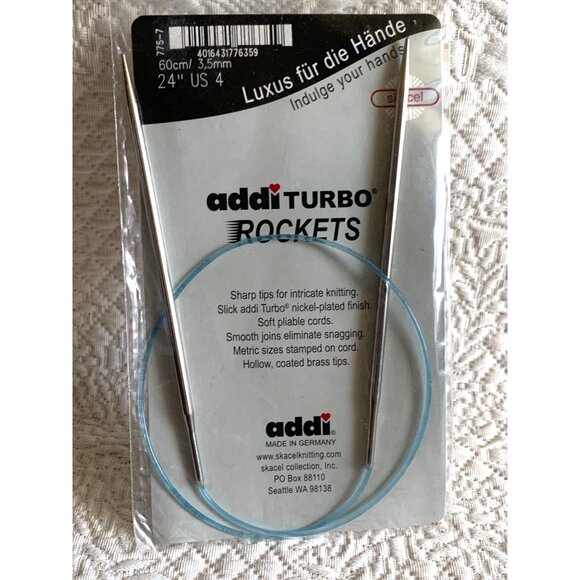 775-7
4016431776359
60cm/ 3,5mm
24" US 4
Luxus für die Hände
Indulge your hands
skacel
addi TURBO®
ROCKETS
Sharp tips for intricate knitting.
Slick addi Turbo® nickel-plated finish.
Soft pliable cords.
Smooth joins eliminate snagging.
Metric sizes stamped on cord.
Hollow, coated brass tips.
addi®
MADE IN GERMANY
www.skacelknitting.com
skacel collection, Inc.
PO Box 88110
Seattle WA 98138